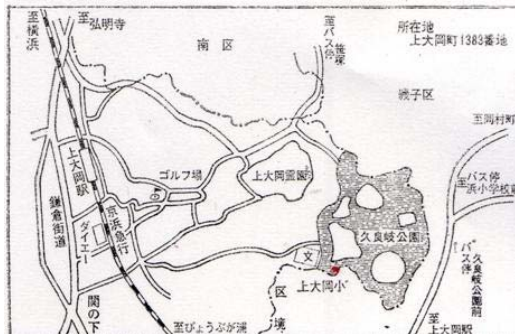 至横浜
至弘明寺
南区
至バス停笹塚
所在地
上大岡町1383番地
磯子区
至岡村町
至バス停
浜小学校前
上大岡駅
ゴルフ場
上大岡霊園
鎌倉街道
ダイエー
京浜急行
文
久良岐公園
久良岐公園前
バス停
上大岡小
区境
関の下
至びょうぶが浦
至上大岡駅